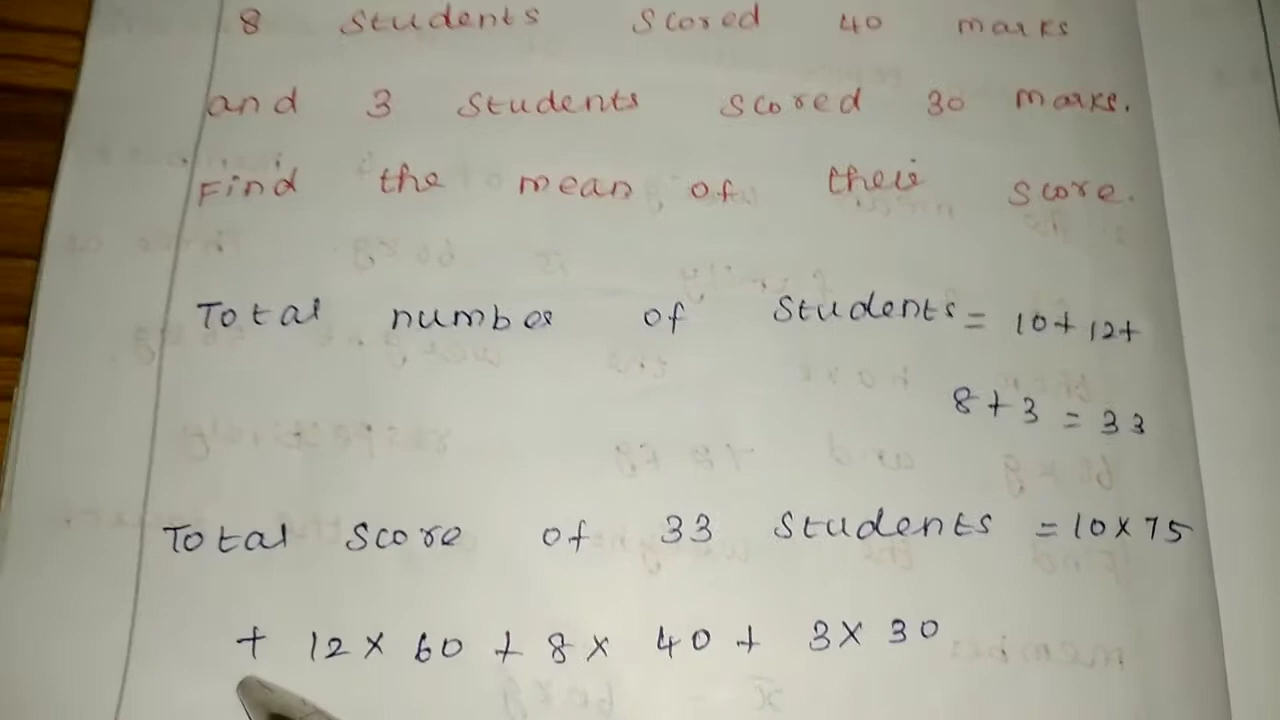 8 students scored 40 marks
and 3 students scored 30 marks.
Find the mean of their score.
Total number of students = 10 + 12 +
8 + 3 = 33
Total score of 33 students = 10 × 75
+ 12 × 60 + 8 × 40 + 3 × 30